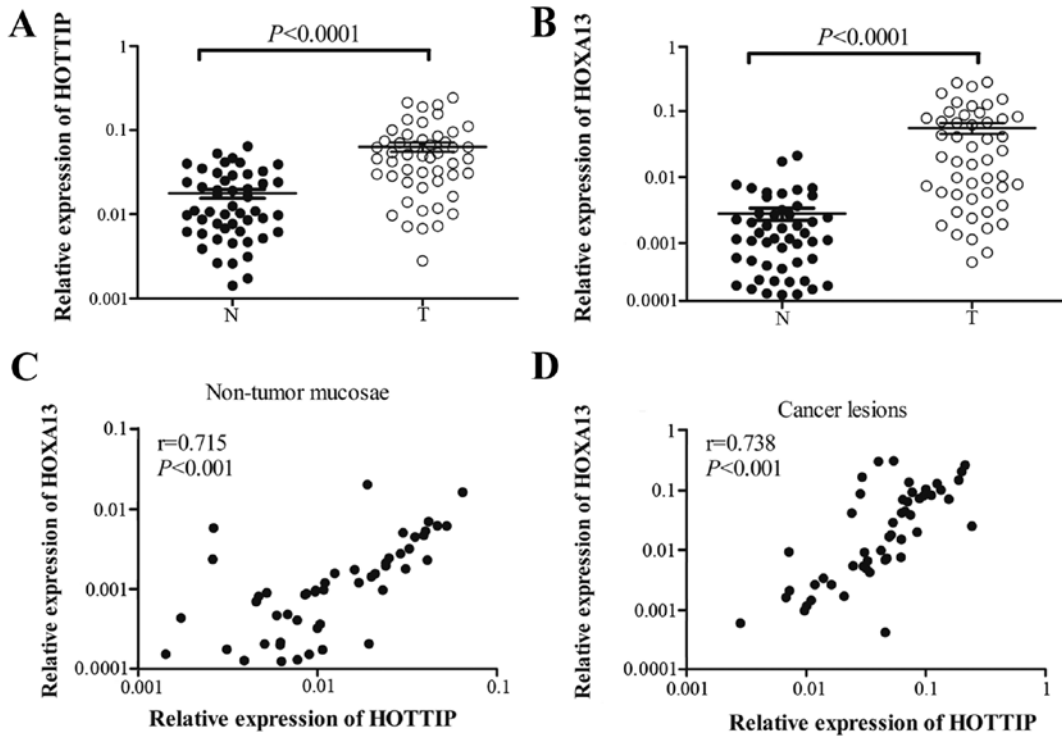 A
P<0.0001
Relative expression of HOTTIP
1
0.1
0.01
0.001
N
T
B
P<0.0001
Relative expression of HOXA13
1
0.1
0.01
0.001
0.0001
N
T
C
Non-tumor mucosae
r=0.715
P<0.001
Relative expression of HOXA13
0.1
0.01
0.001
0.0001
0.001
0.01
0.1
Relative expression of HOTTIP
D
Cancer lesions
r=0.738
P<0.001
Relative expression of HOXA13
1
0.1
0.01
0.001
0.0001
0.001
0.01
0.1
1
Relative expression of HOTTIP